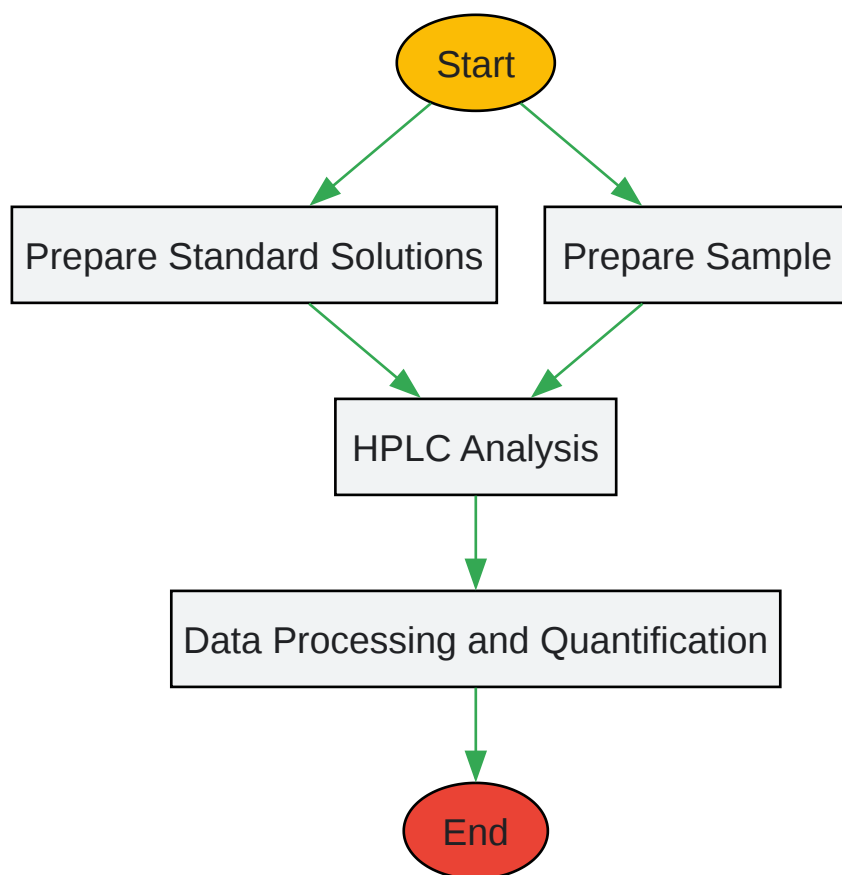 Start
Prepare Standard Solutions
Prepare Sample
HPLC Analysis
Data Processing and Quantification
End